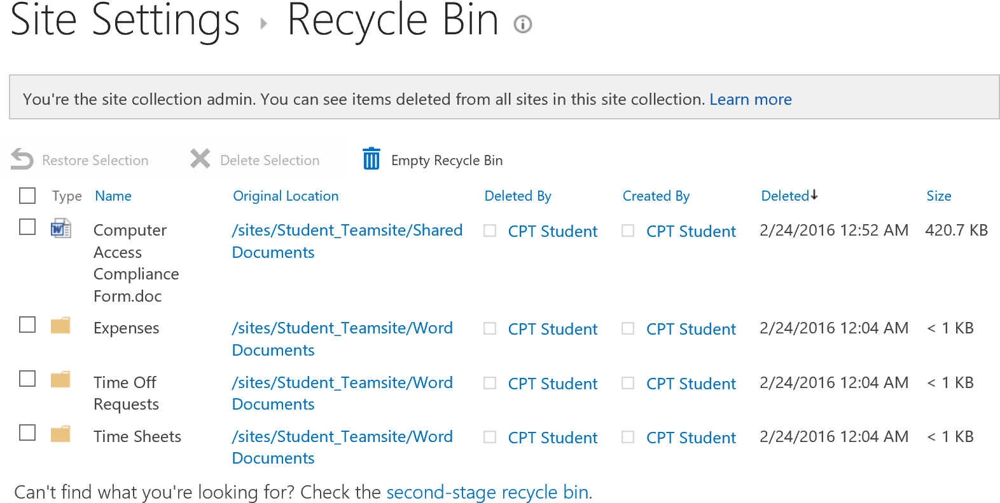 Site Settings Recycle Bin
You're the site collection admin. You can see items deleted from all sites in this site collection. Learn more
Restore Selection Delete Selection Empty Recycle Bin
Type Name Original Location Deleted By Created By Deleted Size
Computer /sites/Student_Teamsite/Shared CPT Student CPT Student 2/24/2016 12:52 AM 420.7 KB
Access Documents
Compliance
Form.doc
Expenses /sites/Student_Teamsite/Word CPT Student CPT Student 2/24/2016 12:04 AM < 1 KB
Documents
Time Off /sites/Student_Teamsite/Word CPT Student CPT Student 2/24/2016 12:04 AM < 1 KB
Requests Documents
Time Sheets /sites/Student_Teamsite/Word CPT Student CPT Student 2/24/2016 12:04 AM < 1 KB
Documents
Can't find what you're looking for? Check the second-stage recycle bin.